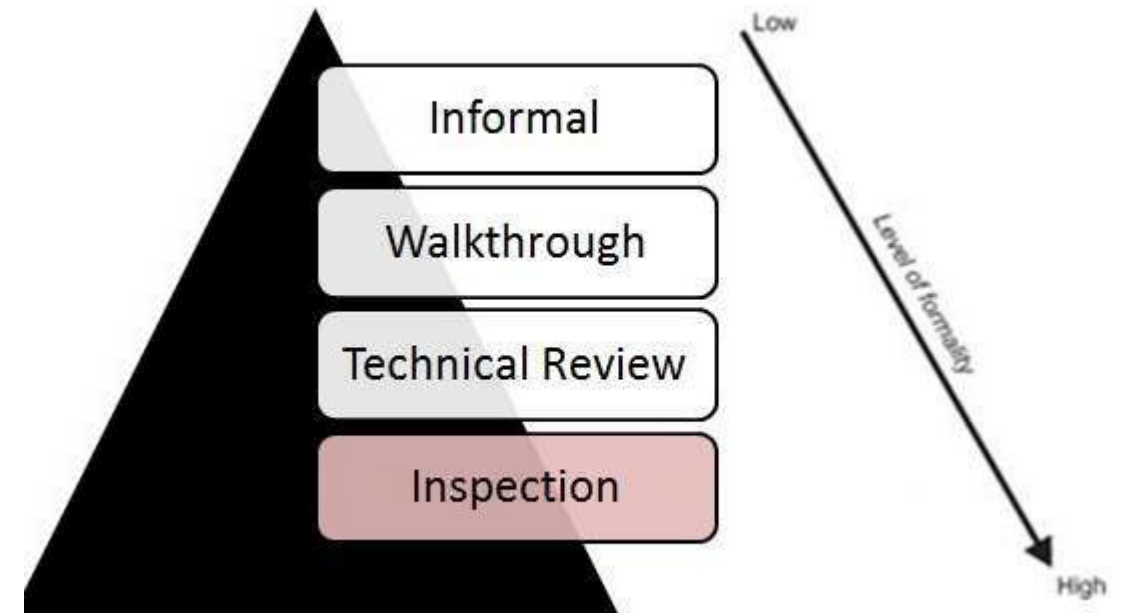 Low
Informal
Walkthrough
Level of formality
Technical Review
Inspection
High